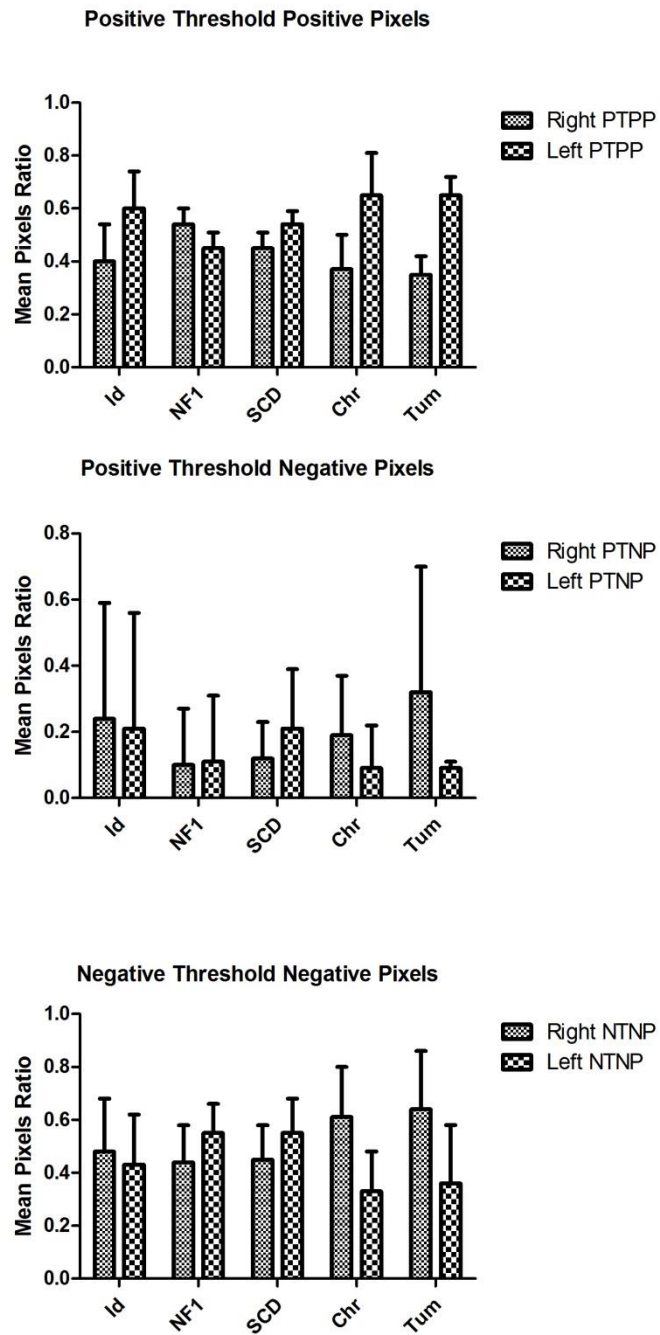 Positive Threshold Positive Pixels
1.0
0.8
0.6
0.4
0.2
0.0
Mean Pixels Ratio
Id
NF1
SCD
Chr
Tum
Right PTPP
Left PTPP
Positive Threshold Negative Pixels
0.8
0.6
0.4
0.2
0.0
Mean Pixels Ratio
Id
NF1
SCD
Chr
Tum
Right PTNP
Left PTNP
Negative Threshold Negative Pixels
1.0
0.8
0.6
0.4
0.2
0.0
Mean Pixels Ratio
Id
NF1
SCD
Chr
Tum
Right NTNP
Left NTNP